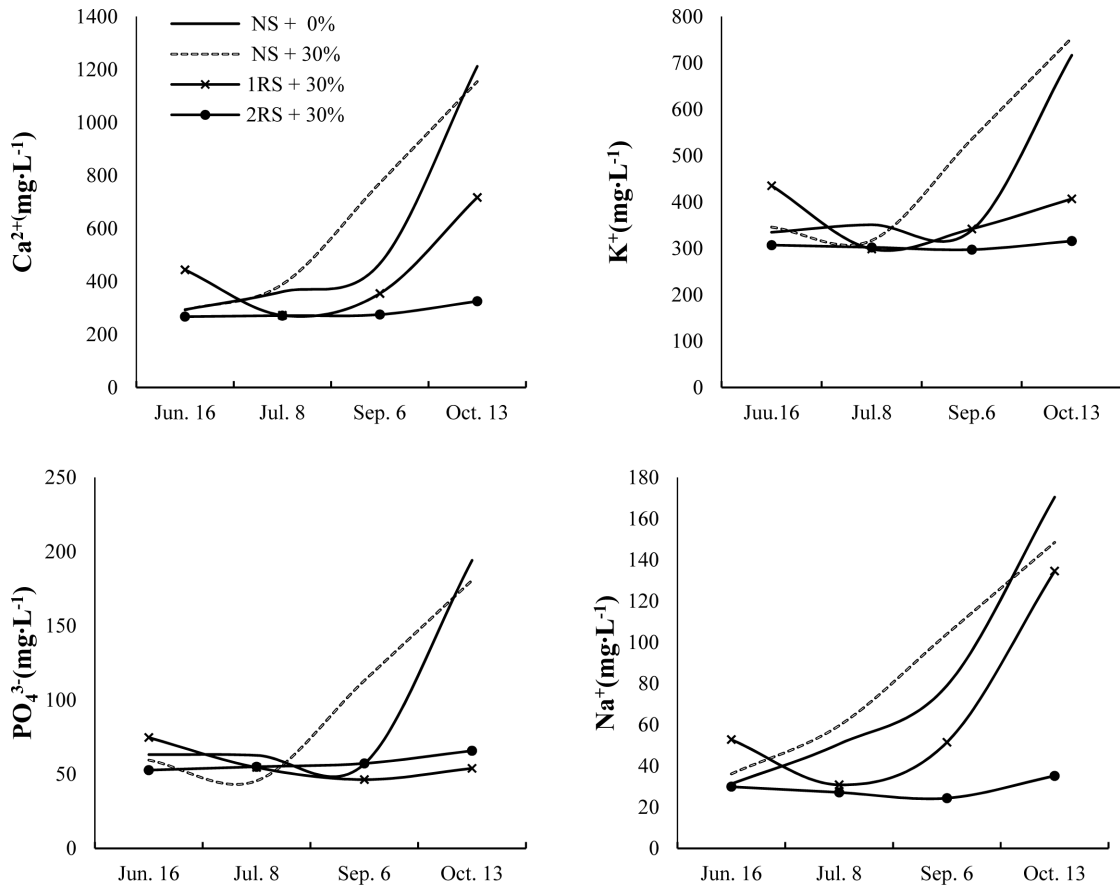 1400
1200
1000
800
600
400
200
0
Ca²⁺(mg·L⁻¹)
NS + 0%
NS + 30%
1RS + 30%
2RS + 30%
Jun. 16 Jul. 8 Sep. 6 Oct. 13
800
700
600
500
400
300
200
100
0
K⁺(mg·L⁻¹)
Juu.16 Jul.8 Sep.6 Oct.13
250
200
150
100
50
0
PO₄³⁻(mg·L⁻¹)
Jun. 16 Jul. 8 Sep. 6 Oct. 13
180
160
140
120
100
80
60
40
20
0
Na⁺(mg·L⁻¹)
Jun. 16 Jul. 8 Sep. 6 Oct. 13